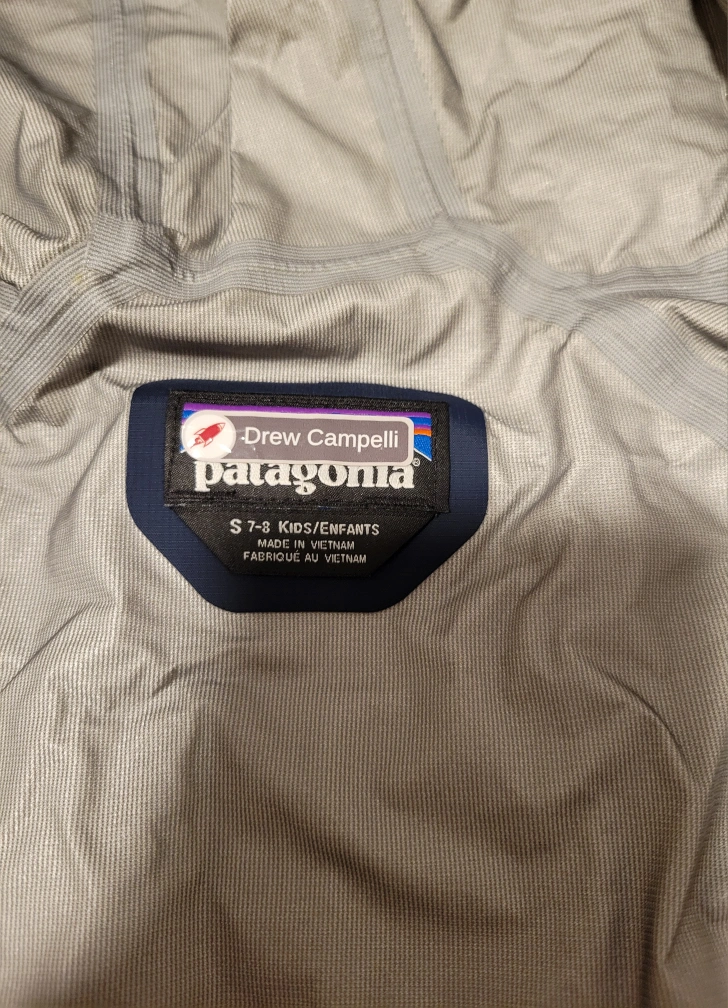 Drew Campelli
patagonia®
S 7-8 KIDS/ENFANTS
MADE IN VIETNAM
FABRIQUÉ AU VIETNAM